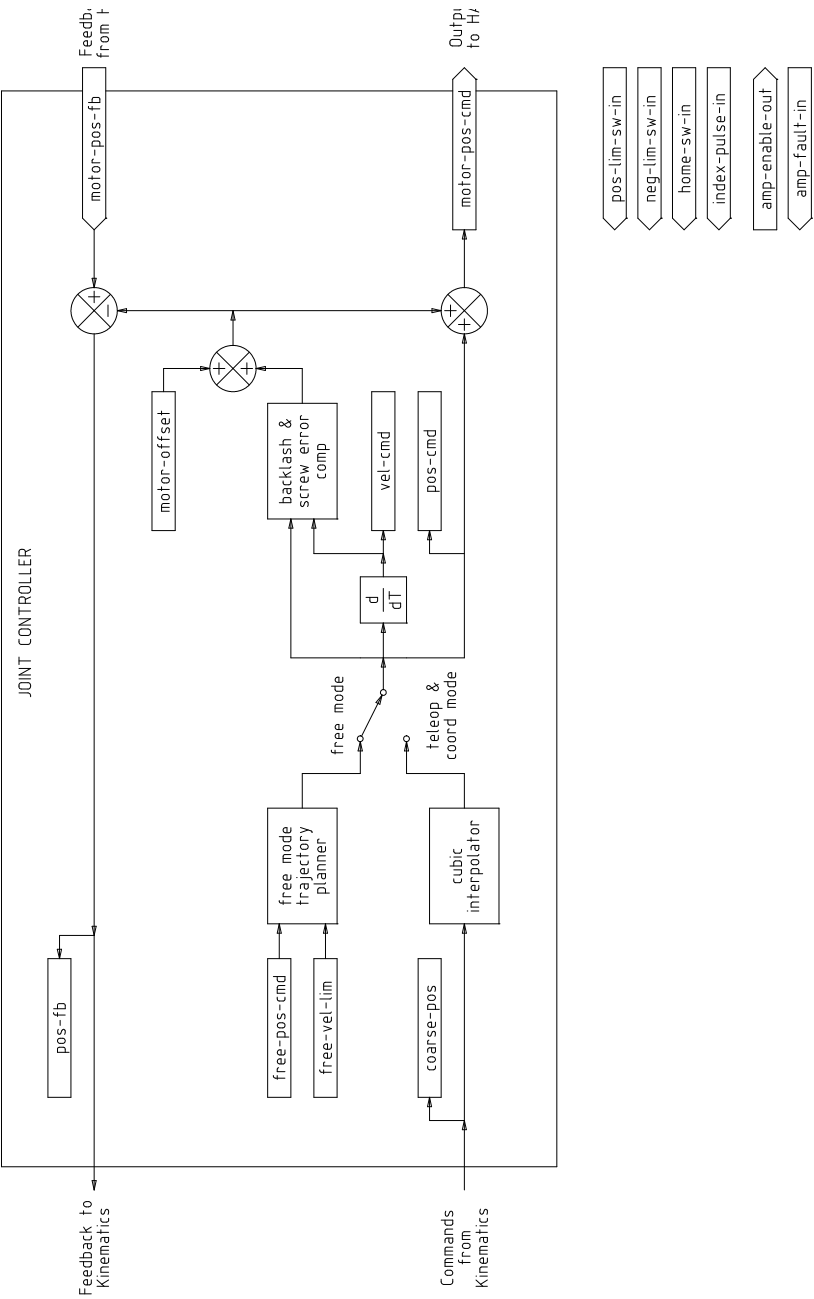 JOINT CONTROLLER
Feedback to
Kinematics
pos-fb
motor-pos-fb
from
motor-offset
free-pos-cmd
free-vel-lim
free mode
trajectory
planner
free mode
teleop &
coord mode
backlash &
screw error
comp
d
dT
vel-cmd
pos-cmd
Commands
from
Kinematics
coarse-pos
cubic
interpolator
motor-pos-cmd
to
+
−
+
+
+
+
pos-lim-sw-in
neg-lim-sw-in
home-sw-in
index-pulse-in
amp-enable-out
amp-fault-in